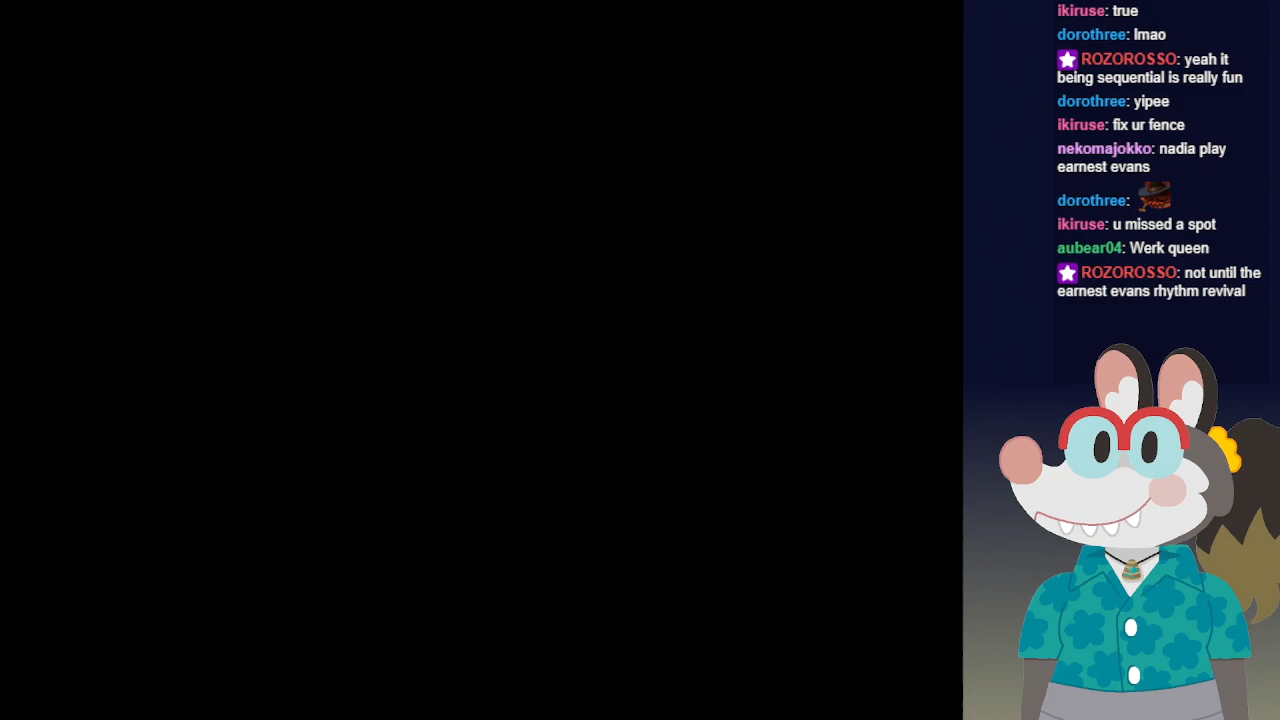 ikiruse: true
dorothree: lmao
ROZOROSSO: yeah it
being sequential is really fun
dorothree: yipee
ikiruse: fix ur fence
nekomajokko: nadia play
earnest evans
dorothree:
ikiruse: u missed a spot
aubear04: Werk queen
ROZOROSSO: not until the
earnest evans rhythm revival